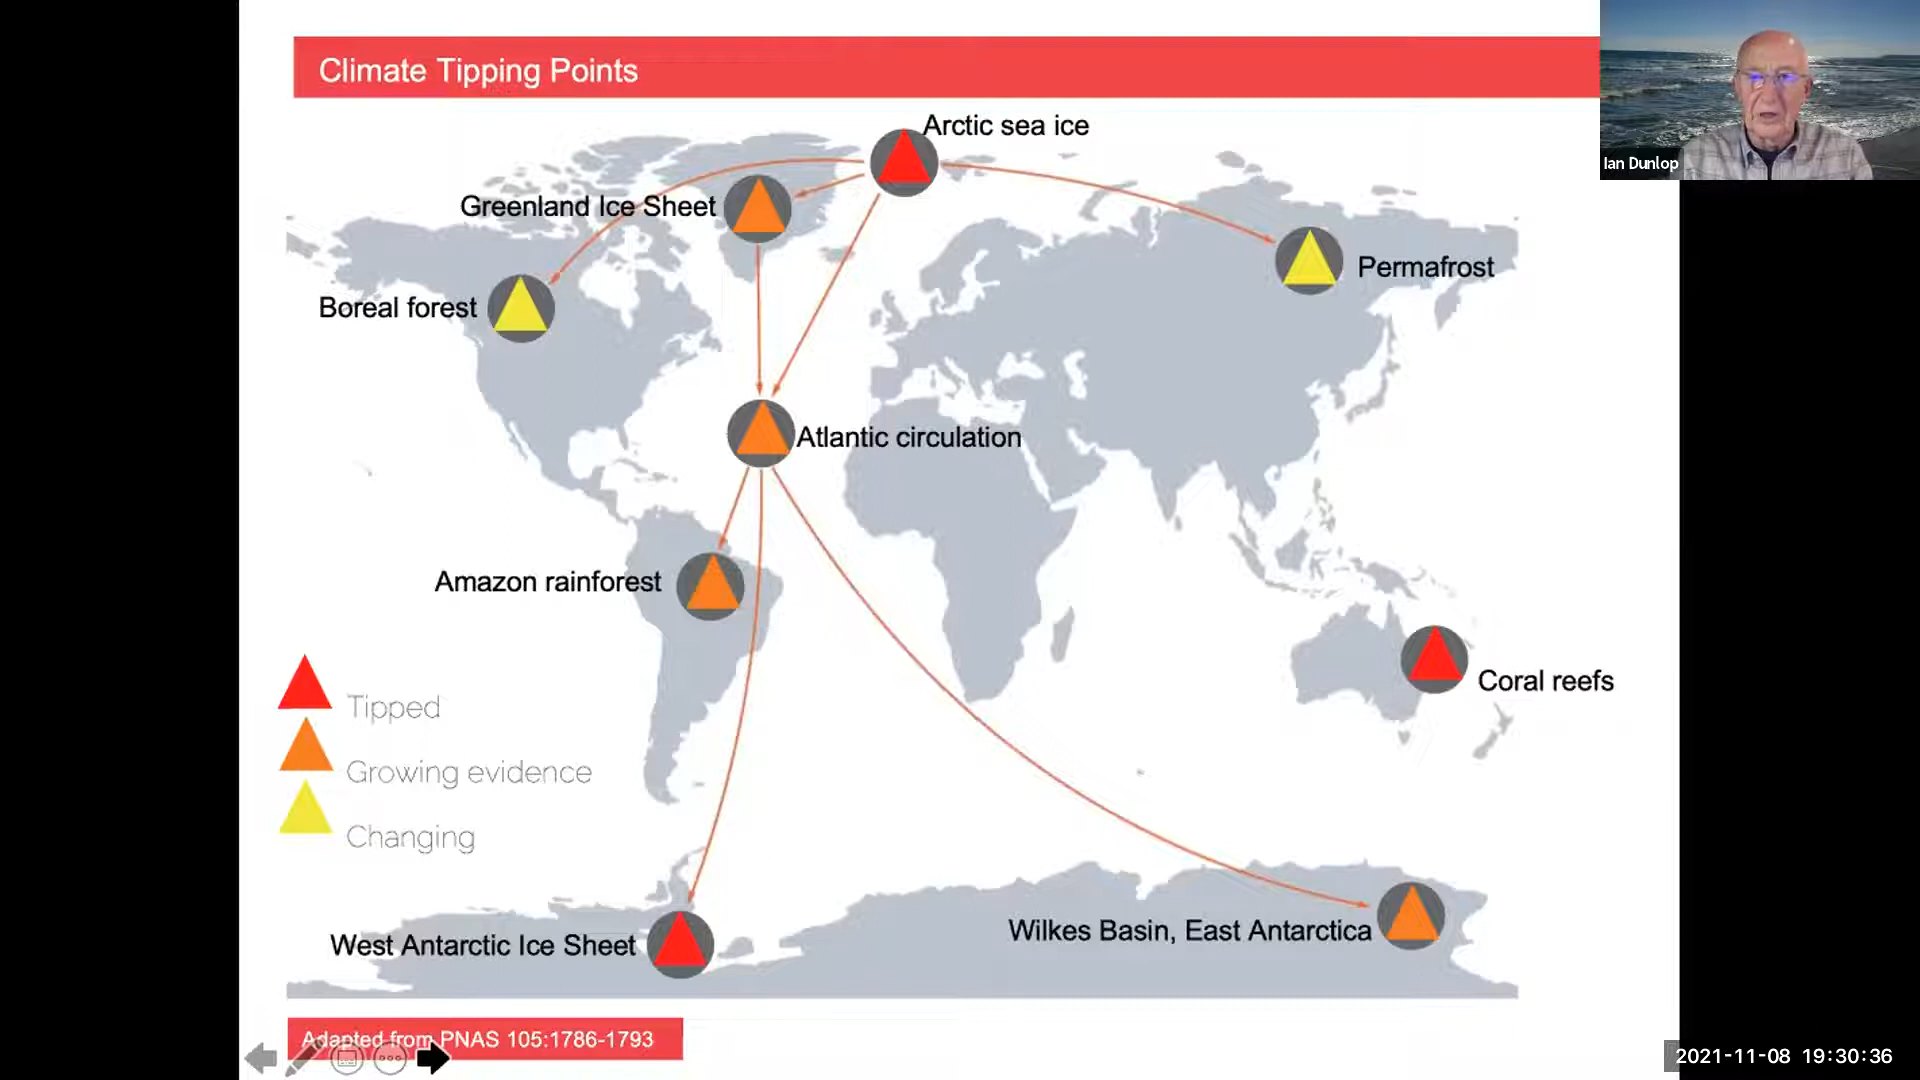 Climate Tipping Points
Ian Dunlop
Arctic sea ice
Greenland Ice Sheet
Permafrost
Boreal forest
Atlantic circulation
Amazon rainforest
Coral reefs
Tipped
Growing evidence
Changing
West Antarctic Ice Sheet
Wilkes Basin, East Antarctica
Adapted from PNAS 105:1786-1793
2021-11-08 19:30:36